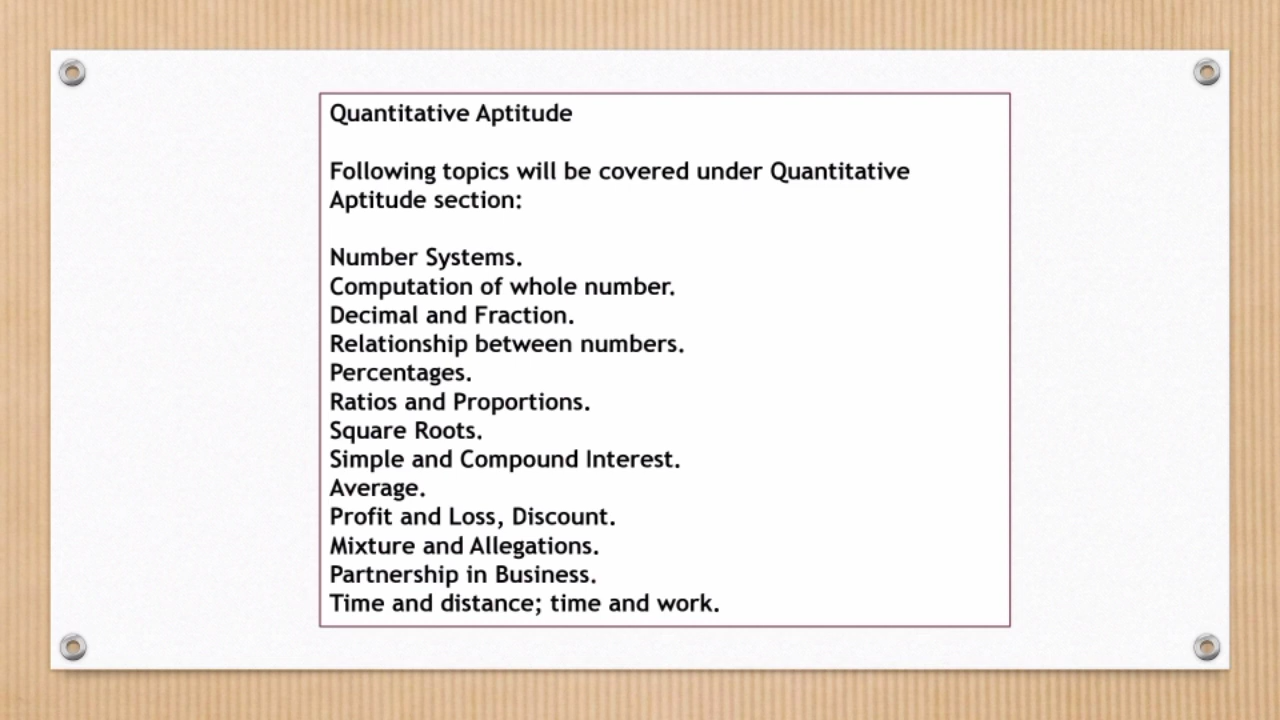 Quantitative Aptitude
Following topics will be covered under Quantitative
Aptitude section:
Number Systems.
Computation of whole number.
Decimal and Fraction.
Relationship between numbers.
Percentages.
Ratios and Proportions.
Square Roots.
Simple and Compound Interest.
Average.
Profit and Loss, Discount.
Mixture and Allegations.
Partnership in Business.
Time and distance; time and work.